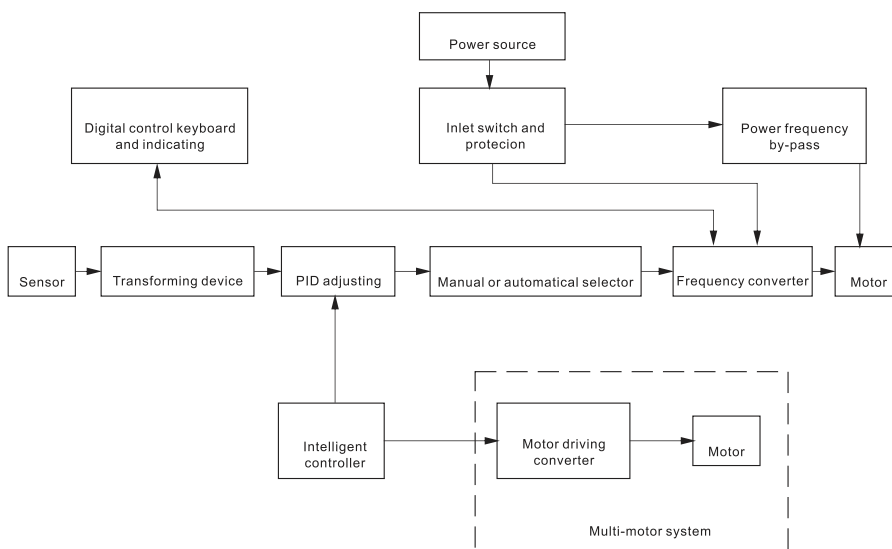 Power source
Digital control keyboard
and indicating
Inlet switch and
protecion
Power frequency
by-pass
Sensor
Transforming device
PID adjusting
Manual or automatical selector
Frequency converter
Motor
Intelligent
controller
Motor driving
converter
Motor
Multi-motor system